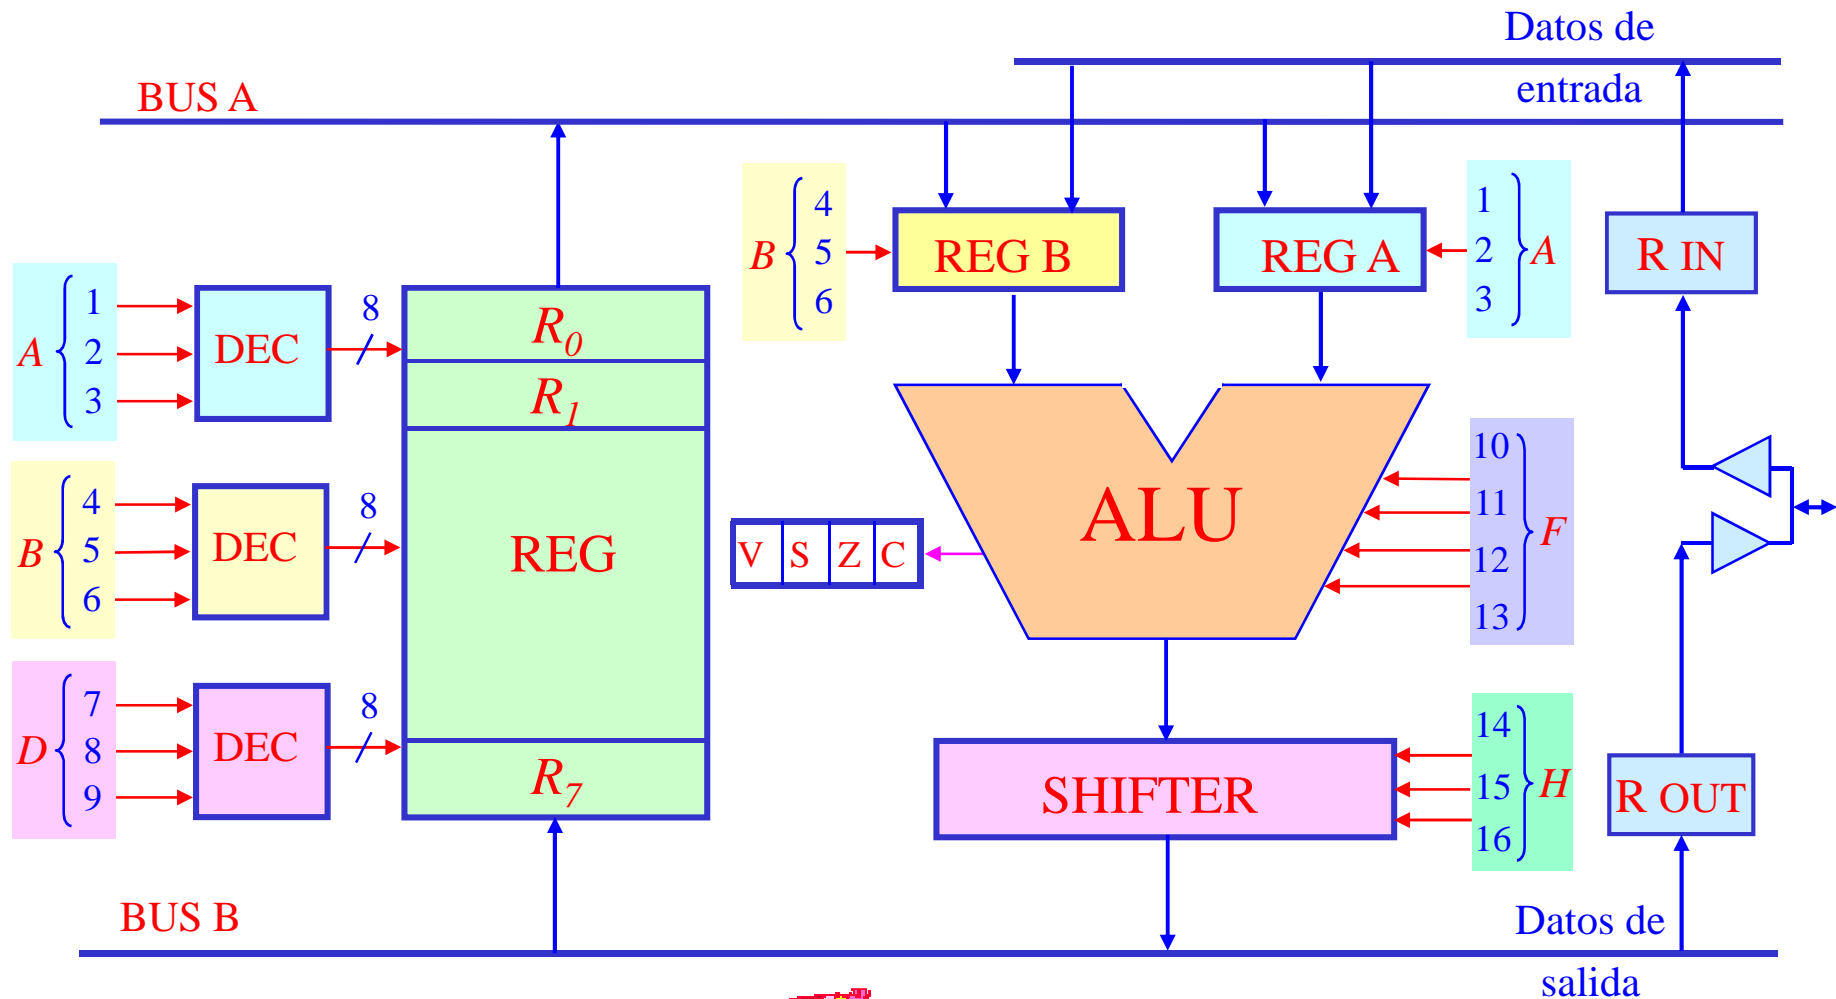 Datos de
entrada
BUS A
B
4
5
6
REG B
REG A
1
2
3
A
R IN
A
1
2
3
DEC
8
R0
R1
REG
R7
B
4
5
6
DEC
8
D
7
8
9
DEC
8
V S Z C
ALU
10
11
12
13
F
SHIFTER
14
15
16
H
R OUT
BUS B
Datos de
salida